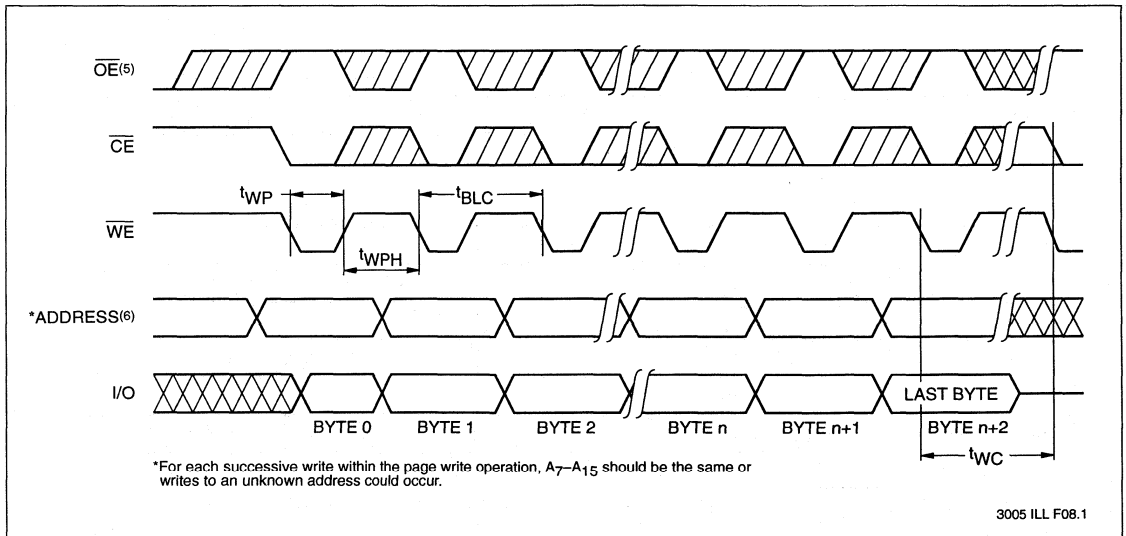 OE(5)
CE
tWP
tBLC
WE
tWPH
*ADDRESS(6)
I/O
LAST BYTE
BYTE 0 BYTE 1 BYTE 2 BYTE n BYTE n+1 BYTE n+2
tWC
*For each successive write within the page write operation, A7–A15 should be the same or
writes to an unknown address could occur.
3005 ILL F08.1